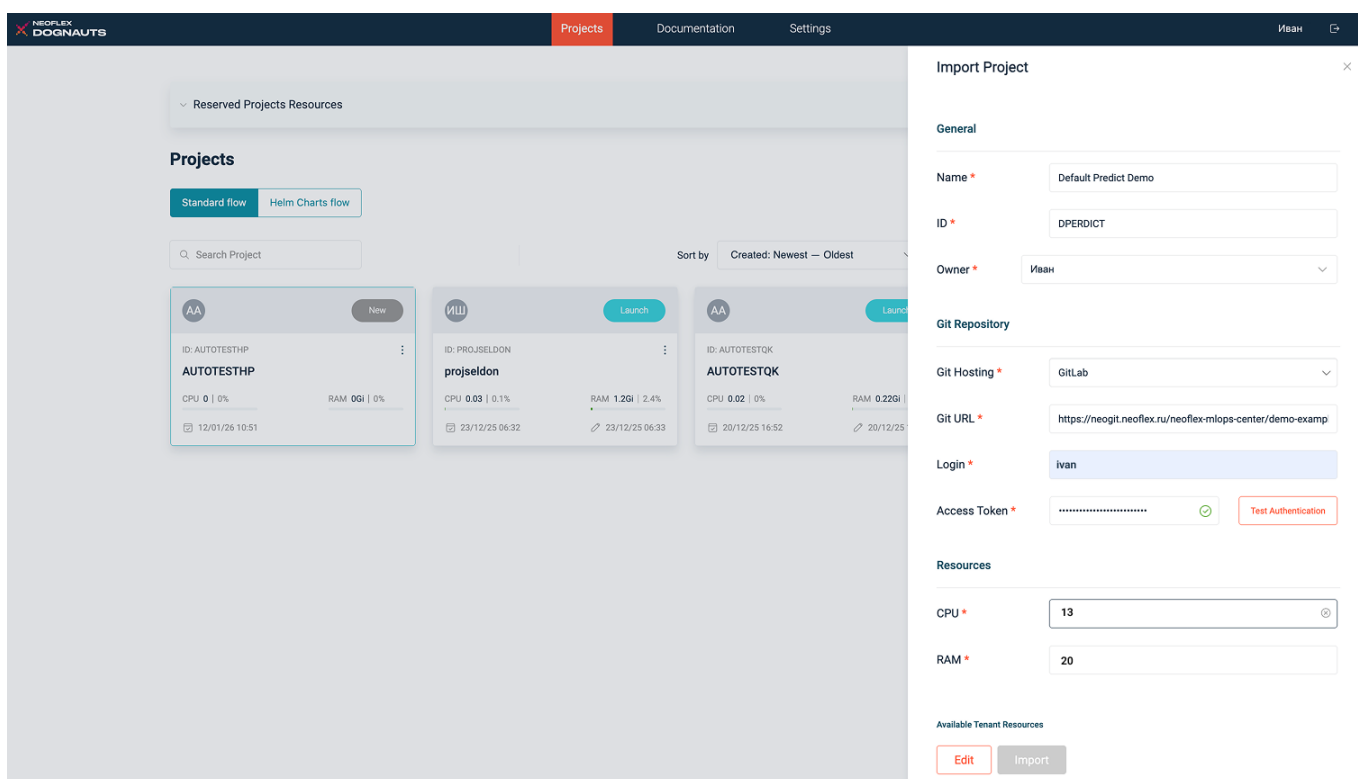 NEOFLEX
DOGNAUTS
Projects
Documentation
Settings
Иван
Reserved Projects Resources
Projects
Standard flow
Helm Charts flow
Search Project
Sort by
Created: Newest — Oldest
АА
New
ID: AUTOTESTHP
AUTOTESTHP
CPU 0 | 0%
RAM 0Gi | 0%
12/01/26 10:51
ИШ
Launch
ID: PROJSELDON
projseldon
CPU 0.03 | 0.1%
RAM 1.2Gi | 2.4%
23/12/25 06:32
23/12/25 06:33
АА
Launc
ID: AUTOTESTQK
AUTOTESTQK
CPU 0.02 | 0%
RAM 0.22Gi |
20/12/25 16:52
20/12/25
Import Project
General
Name *
Default Predict Demo
ID *
DPERDICT
Owner *
Иван
Git Repository
Git Hosting *
GitLab
Git URL *
https://neogit.neoflex.ru/neoflex-mlops-center/demo-examp
Login *
ivan
Access Token *
Test Authentication
Resources
CPU *
13
RAM *
20
Available Tenant Resources
Edit
Import